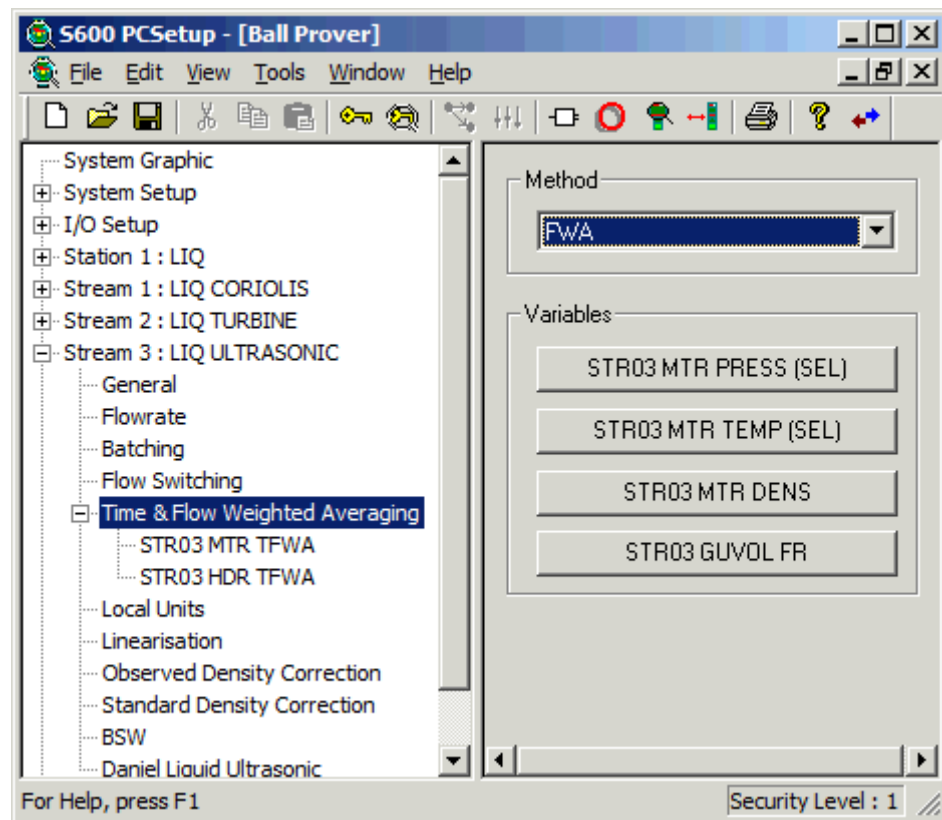 S600 PCSetup - [Ball Prover]
File Edit View Tools Window Help
System Graphic
System Setup
I/O Setup
Station 1 : LIQ
Stream 1 : LIQ CORIOLIS
Stream 2 : LIQ TURBINE
Stream 3 : LIQ ULTRASONIC
General
Flowrate
Batching
Flow Switching
Time & Flow Weighted Averaging
STR03 MTR TFWA
STR03 HDR TFWA
Local Units
Linearisation
Observed Density Correction
Standard Density Correction
BSW
Daniel Liquid Ultrasonic
Method
FWA
Variables
STR03 MTR PRESS (SEL)
STR03 MTR TEMP (SEL)
STR03 MTR DENS
STR03 GUVOL FR
For Help, press F1
Security Level : 1